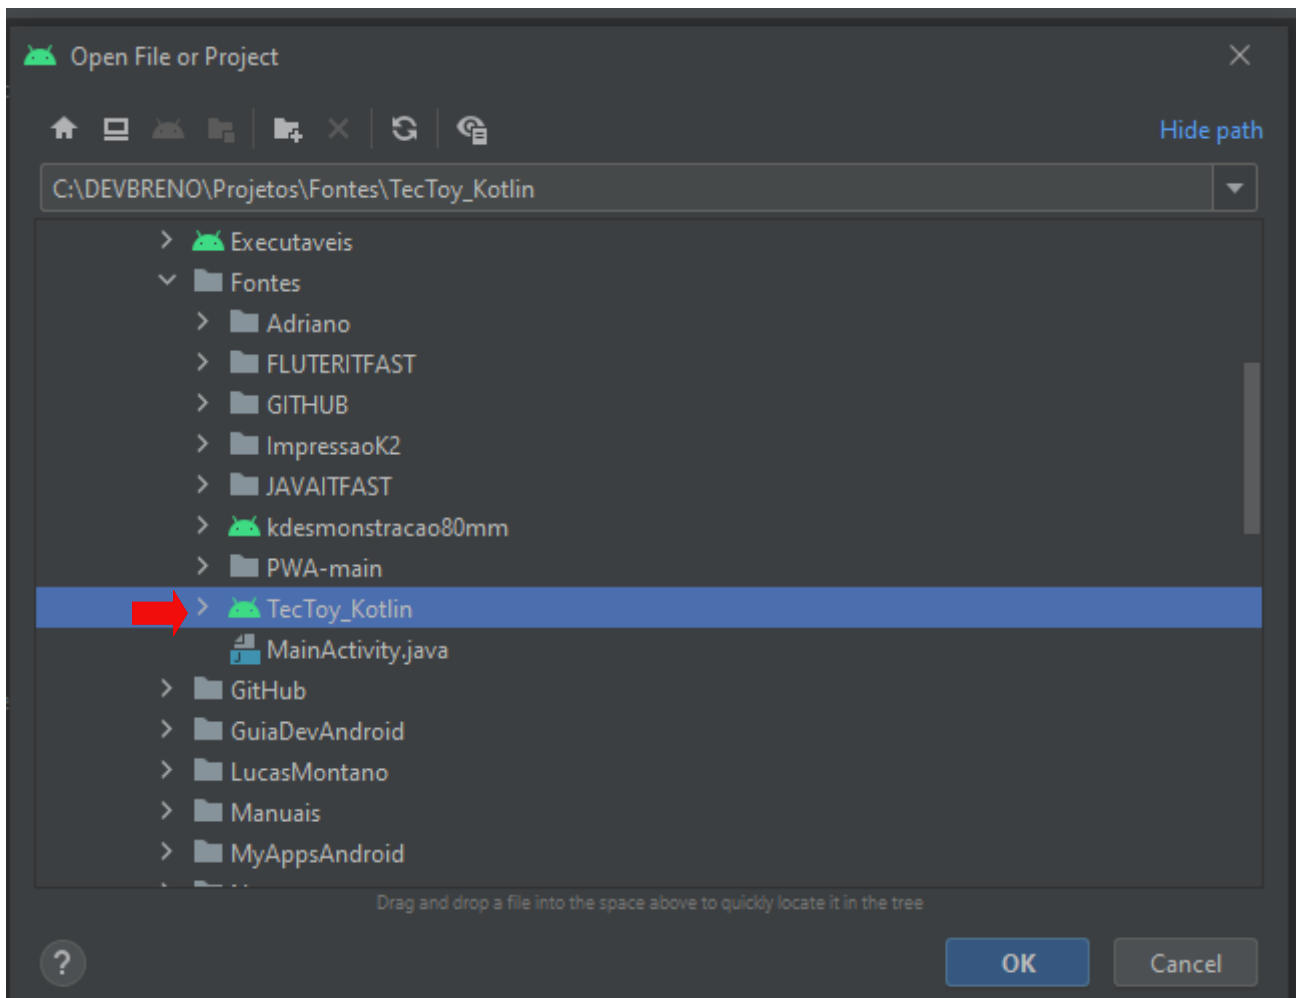 Open File or Project
Hide path
C:\DEVBRENO\Projetos\Fontes\TecToy_Kotlin
Executaveis
Fontes
Adriano
FLUTERITFAST
GITHUB
ImpressaoK2
JAVAITFAST
kdesmonstracao80mm
PWA-main
TecToy_Kotlin
MainActivity.java
GitHub
GuiaDevAndroid
LucasMontano
Manuais
MyAppsAndroid
Drag and drop a file into the space above to quickly locate it in the tree
?
OK
Cancel